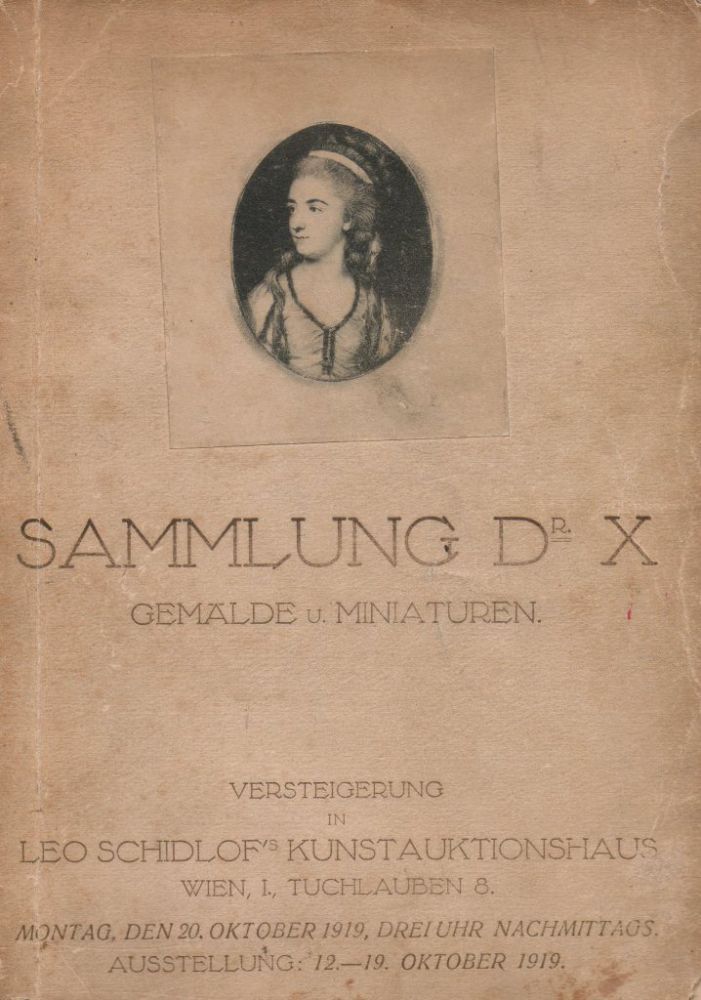 SAMMLUNG DR. X
GEMÄLDE U. MINIATUREN.
VERSTEIGERUNG
IN
LEO SCHIDLOF'S KUNSTAUKTIONSHAUS
WIEN, I., TUCHLAUBEN 8.
MONTAG, DEN 20. OKTOBER 1919, DREI UHR NACHMITTAGS.
AUSSTELLUNG: 12.—19. OKTOBER 1919.